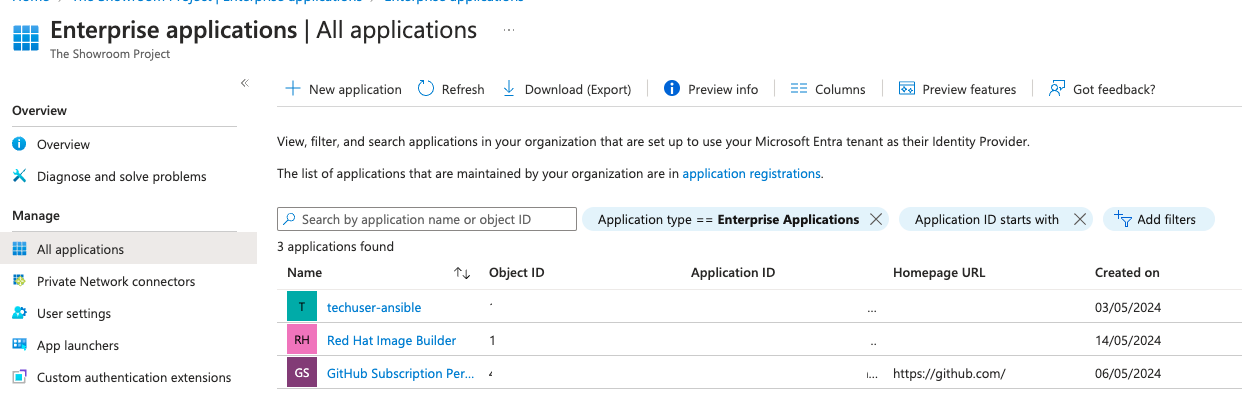 Home > The Showroom Project | Enterprise applications > Enterprise applications
Enterprise applications | All applications ...
The Showroom Project
«
New application Refresh Download (Export) Preview info Columns Preview features Got feedback?
Overview
Overview
Diagnose and solve problems
Manage
All applications
Private Network connectors
User settings
App launchers
Custom authentication extensions
View, filter, and search applications in your organization that are set up to use your Microsoft Entra tenant as their Identity Provider.
The list of applications that are maintained by your organization are in application registrations.
Search by application name or object ID Application type == Enterprise Applications Application ID starts with Add filters
3 applications found
Name Object ID Application ID Homepage URL Created on
T techuser-ansible ... 03/05/2024
RH Red Hat Image Builder 1 .. 14/05/2024
GS GitHub Subscription Per... ... https://github.com/ 06/05/2024